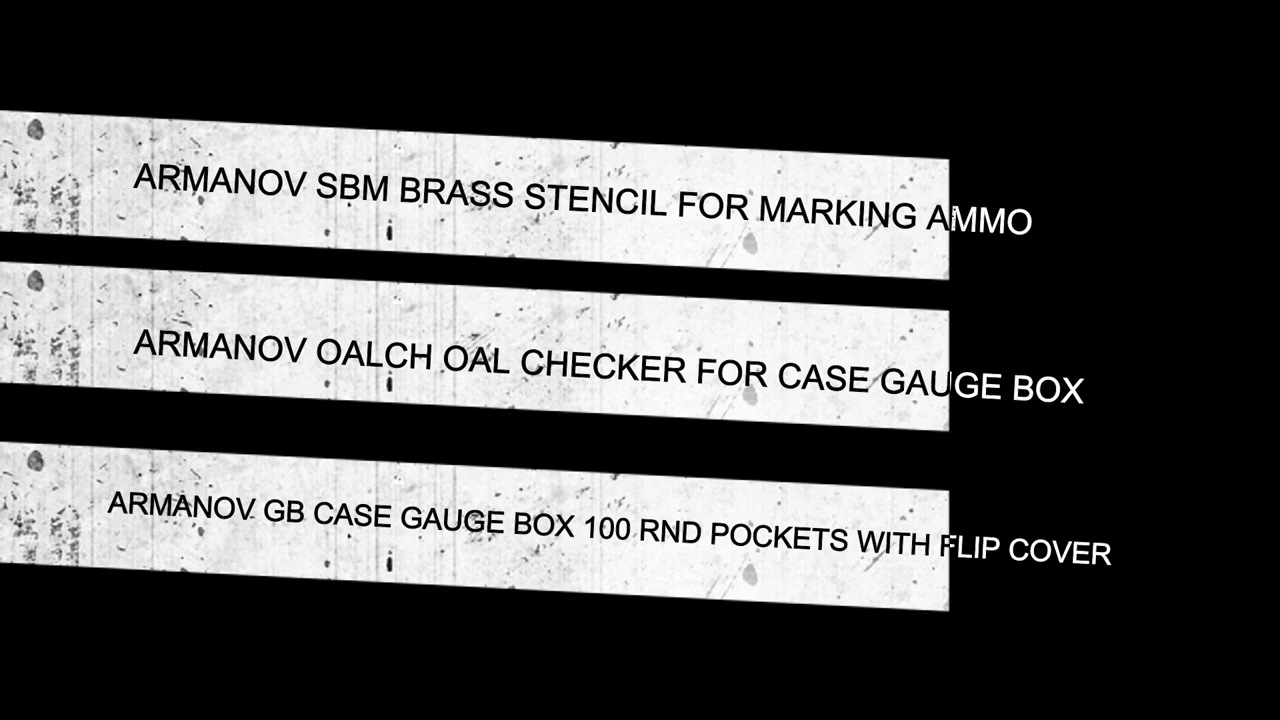 ARMANOV SBM BRASS STENCIL FOR MARKING AMMO
ARMANOV OALCH OAL CHECKER FOR CASE GAUGE BOX
ARMANOV GB CASE GAUGE BOX 100 RND POCKETS WITH FLIP COVER